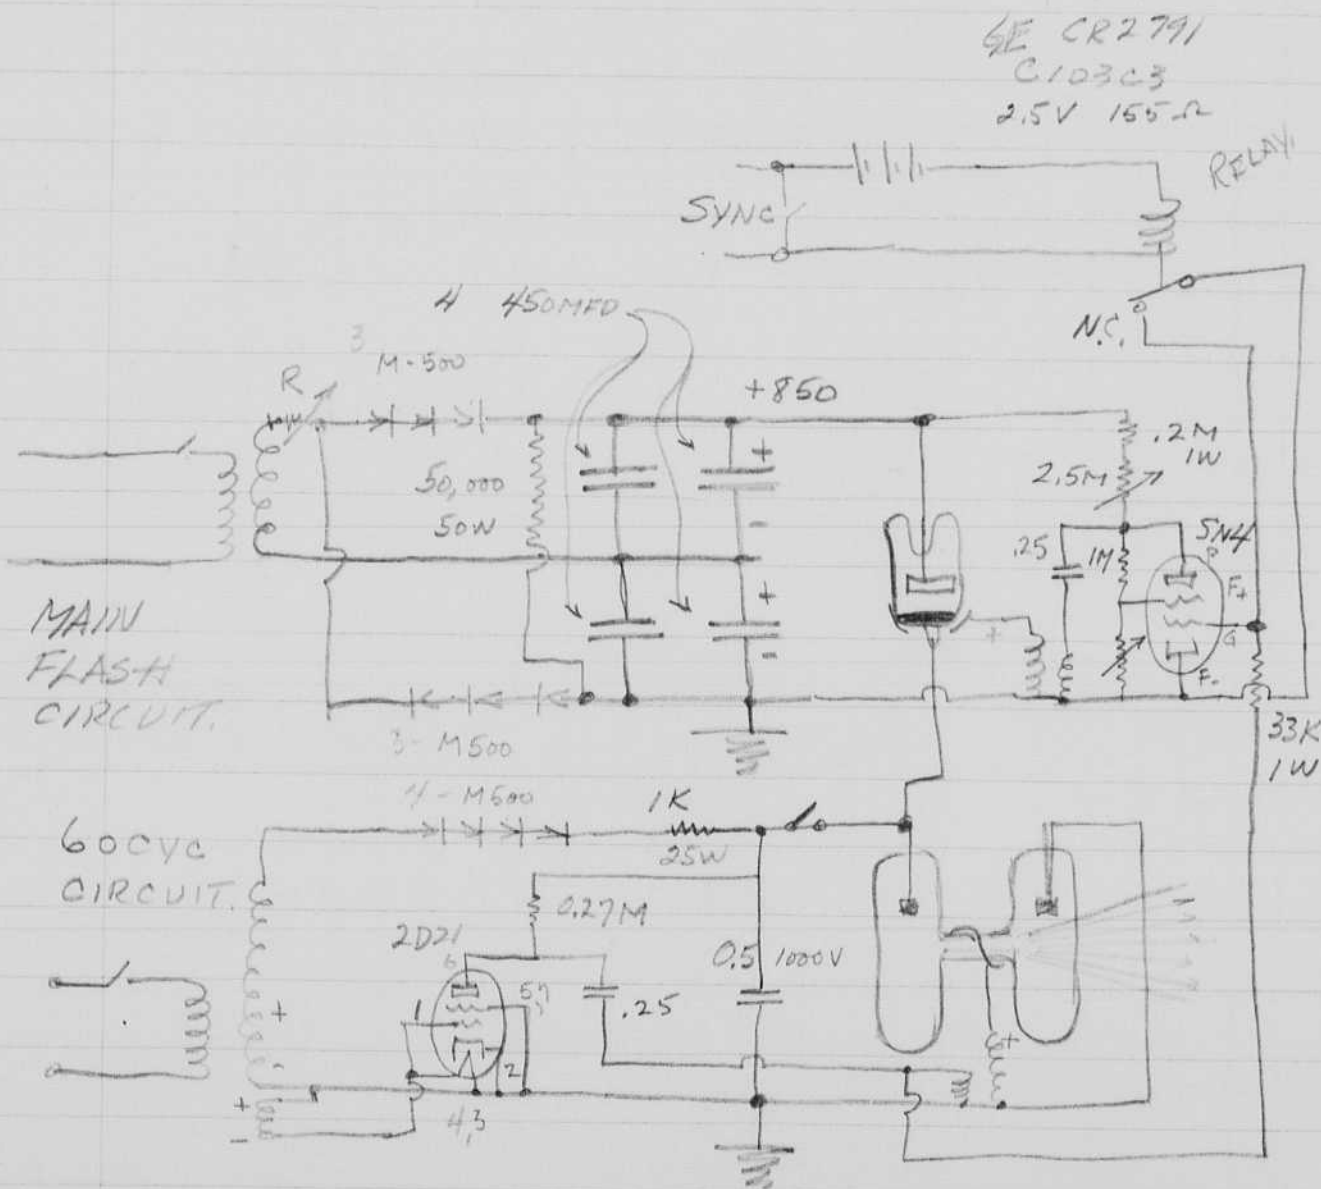 GE CR2791
C103C3
2.5V 155Ω
RELAY
SYNC
N.C.
4 450MFD
3
M-500
R
+850
.2M
1W
2.5M
50,000
50W
+
-
.25
1M
5N4
P
F+
G
F-
+
+
-
MAIN
FLASH
CIRCUIT.
3-M500
33K
1W
4-M500
1K
25W
60CYC
CIRCUIT.
0.27M
2D21
6
0.5 1000V
1
5,7
.25
2
4,3
+
+
-
+